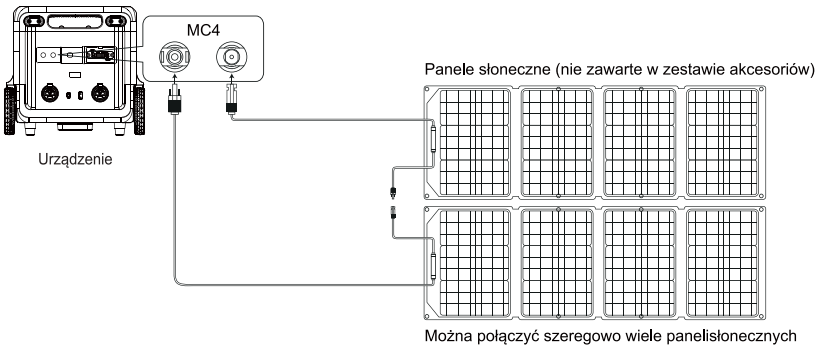 MC4
Panele słoneczne (nie zawarte w zestawie akcesoriów)
Urządzenie
Można połączyć szeregowo wiele panelisłonecznych